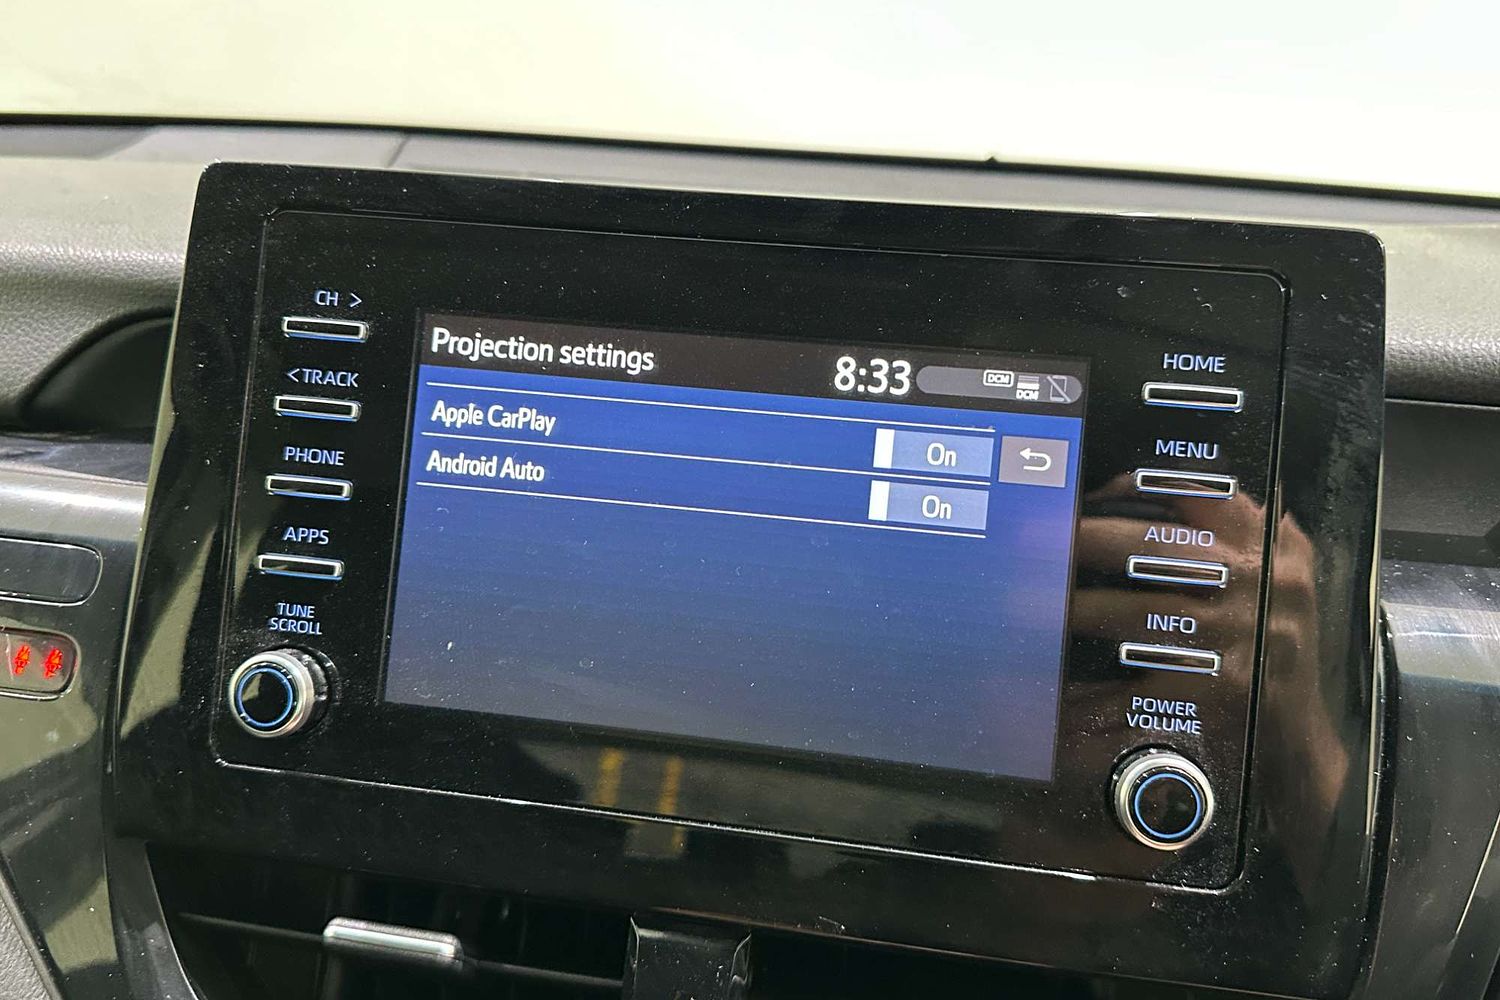 CH >
< TRACK
PHONE
APPS
TUNE
SCROLL
Projection settings
8:33
DCM
DCM
Apple CarPlay
On
Android Auto
On
HOME
MENU
AUDIO
INFO
POWER
VOLUME